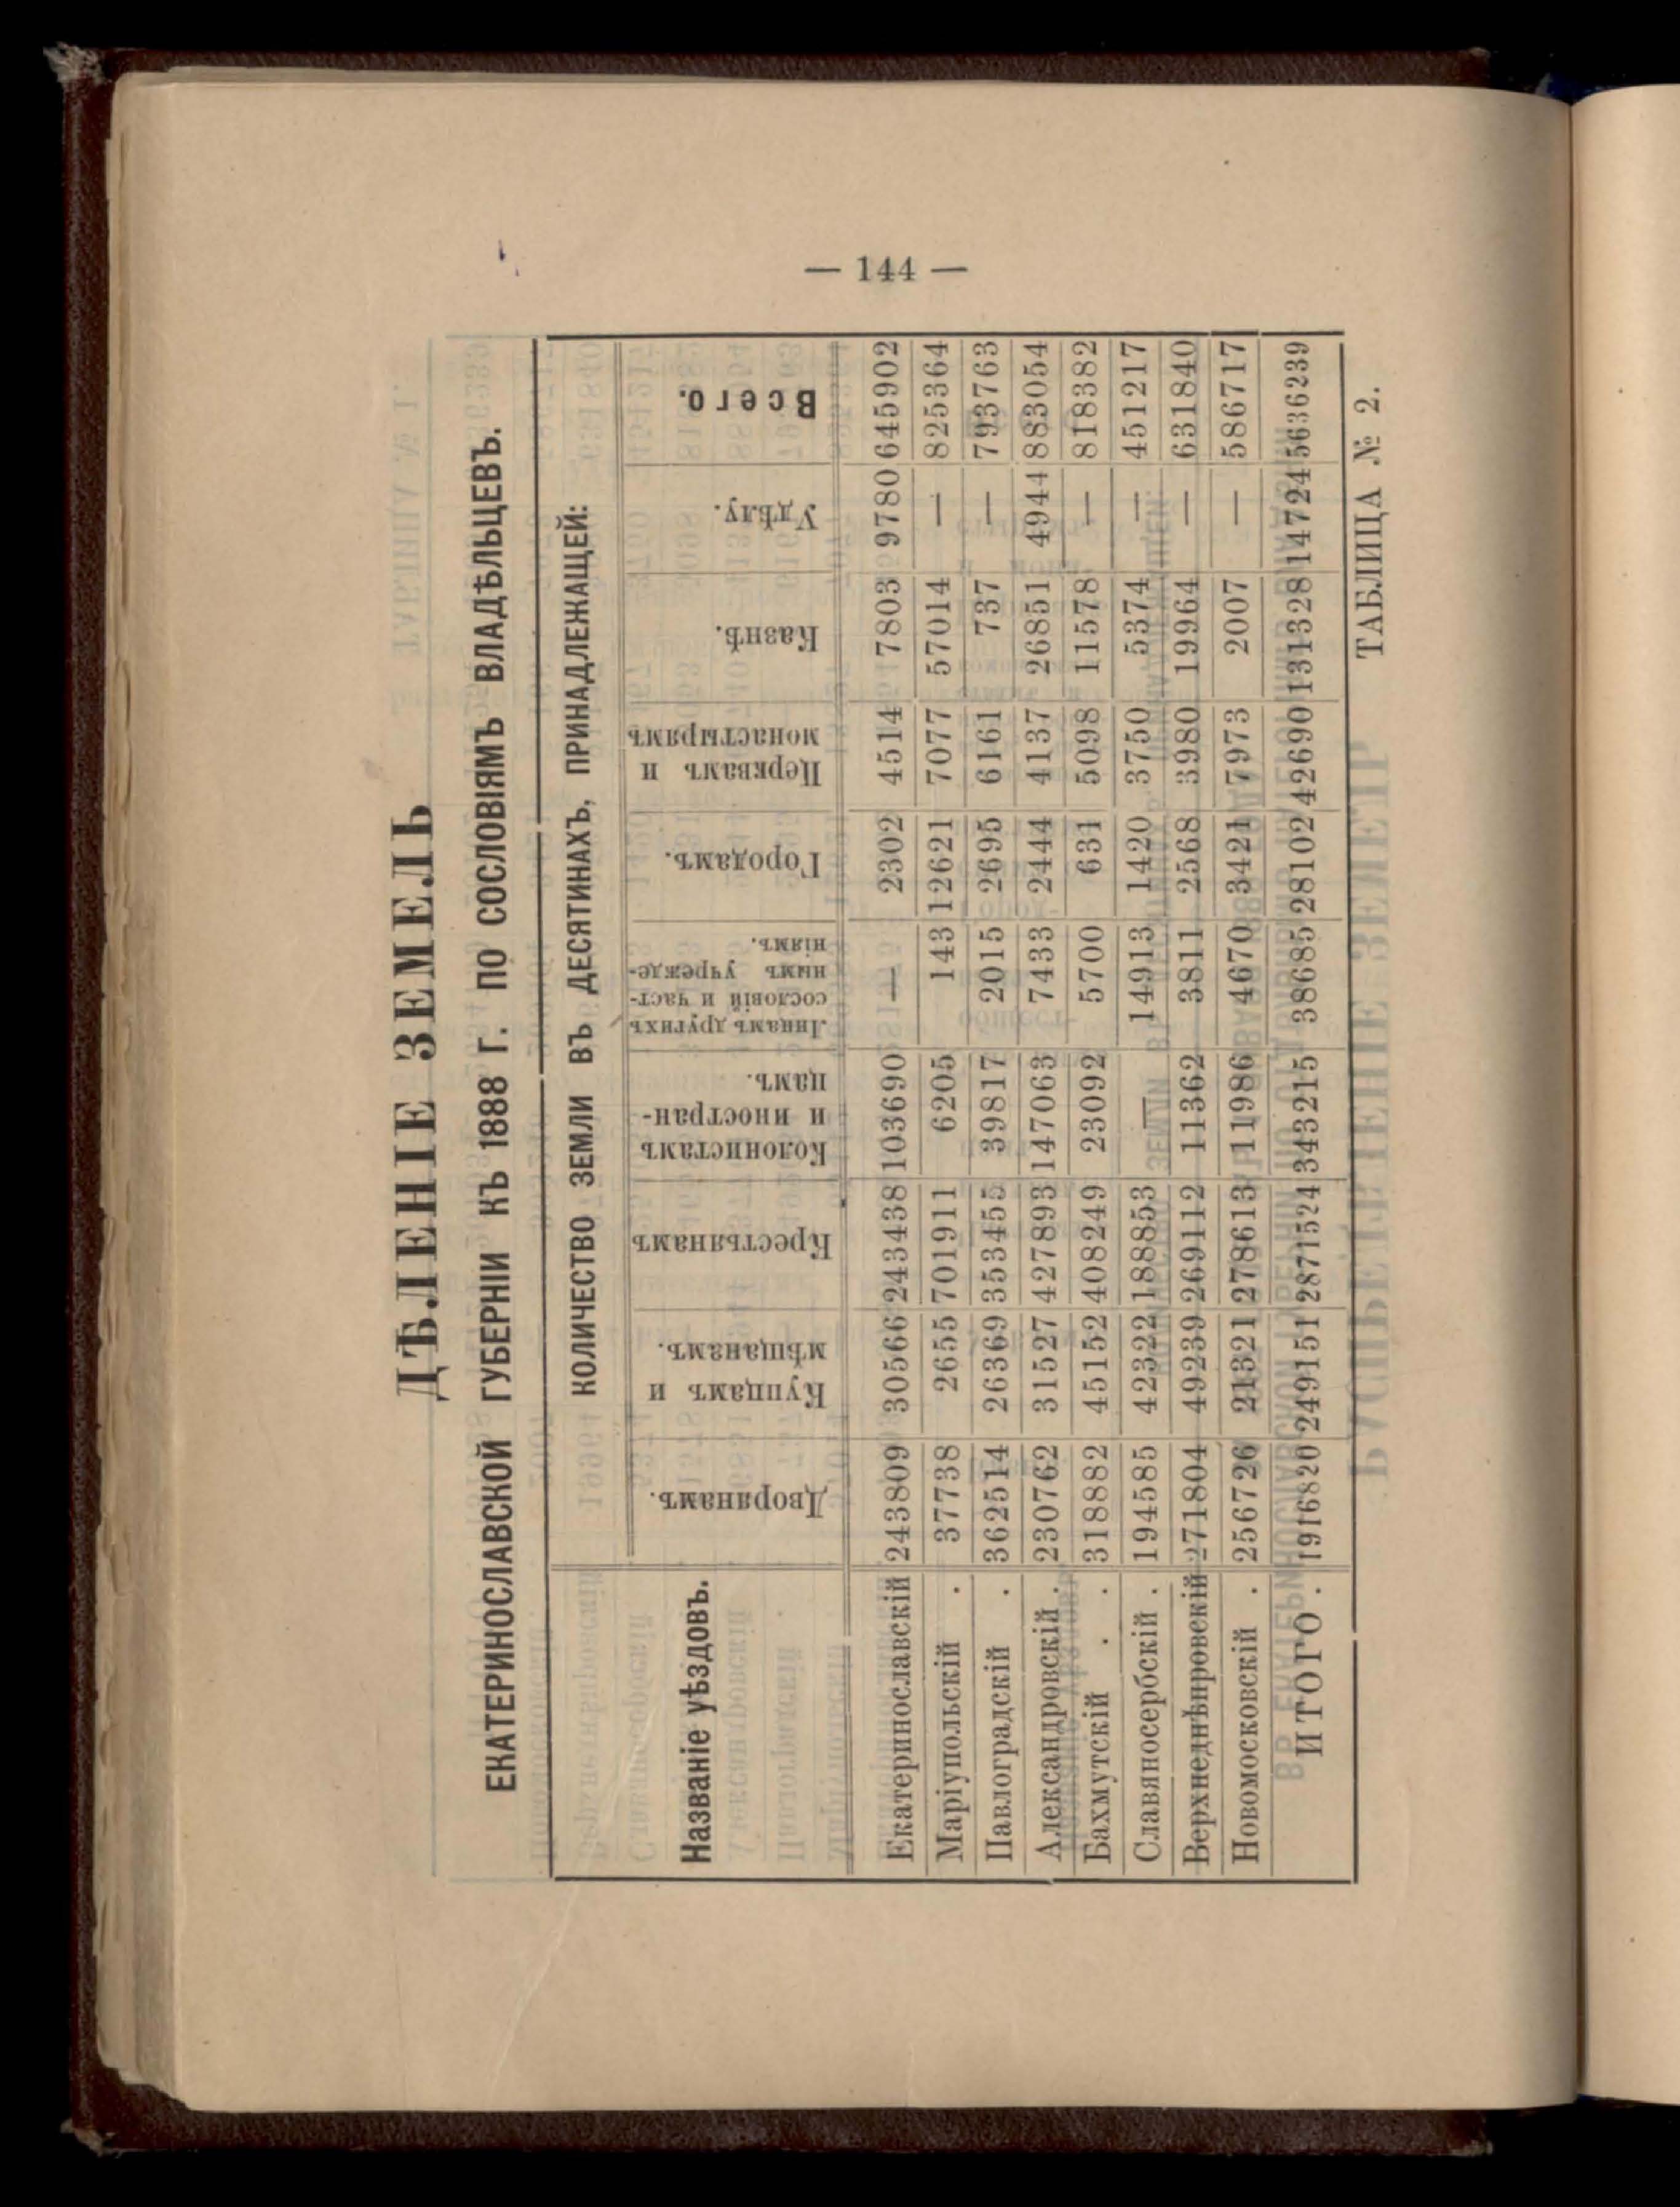 — 144 —
ДѢЛЕНІЕ ЗЕМЕЛЬ
ЕКАТЕРИНОСЛАВСКОЙ ГУБЕРНІИ КЪ 1888 Г. ПО СОСЛОВІЯМЪ ВЛАДѢЛЬЦЕВЪ.
КОЛИЧЕСТВО ЗЕМЛИ ВЪ ДЕСЯТИНАХЪ, ПРИНАДЛЕЖАЩЕЙ:
Названіе уѣздовъ.
Дворянамъ.
Купцамъ и
мѣщанамъ.
Крестьянамъ
Колонистамъ
и иностран-
цамъ.
Лицамъ другихъ
сословій и част-
нымъ учрежде-
ніямъ.
Городамъ.
Церквамъ и
монастырямъ
Казнѣ.
Удѣлу.
Всего.
Екатеринославскій 243809 30566 243438 103690 — 2302 4514 7803 9780 645902
Маріупольскій . 37738 2655 701911 6205 143 12621 7077 57014 — 825364
Павлоградскій . 362514 26369 353455 39817 2015 2695 6161 737 — 793763
Александровскій . 230762 31527 427893 147063 7433 2444 4137 26851 4944 883054
Бахмутскій . . 318882 45152 408249 23092 5700 631 5098 11578 — 818382
Славяносербскій . 194585 42322 188853 — 14913 1420 3750 5374 — 451217
Верхнеднѣпровскій 271804 49239 269112 11362 3811 2568 3980 19964 — 631840
Новомосковскій . 256726 21321 278613 11986 4670 3421 7973 2007 — 586717
ИТОГО . 1916820 249151 2871524 343215 38685 28102 42690 131328 14724 5636239
ТАБЛИЦА № 2.